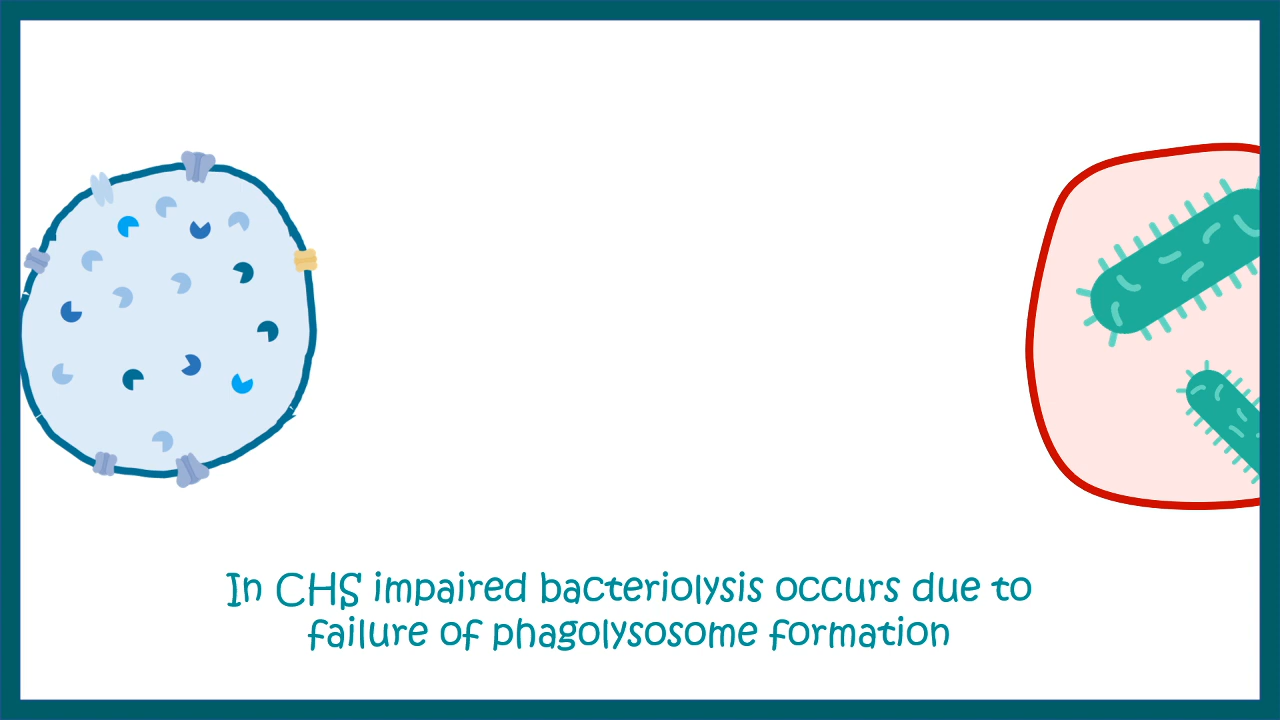 In CHS impaired bacteriolysis occurs due to
failure of phagolysosome formation